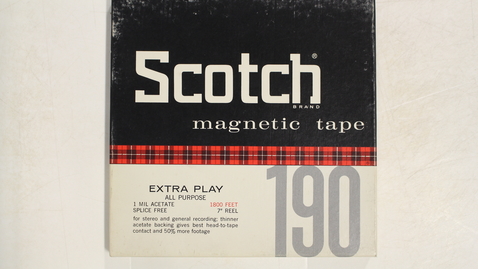 Scotch®
BRAND
magnetic tape
EXTRA PLAY
ALL PURPOSE
1 MIL ACETATE 1800 FEET
SPLICE FREE 7" REEL
for stereo and general recording: thinner
acetate backing gives best head-to-tape
contact and 50% more footage
190